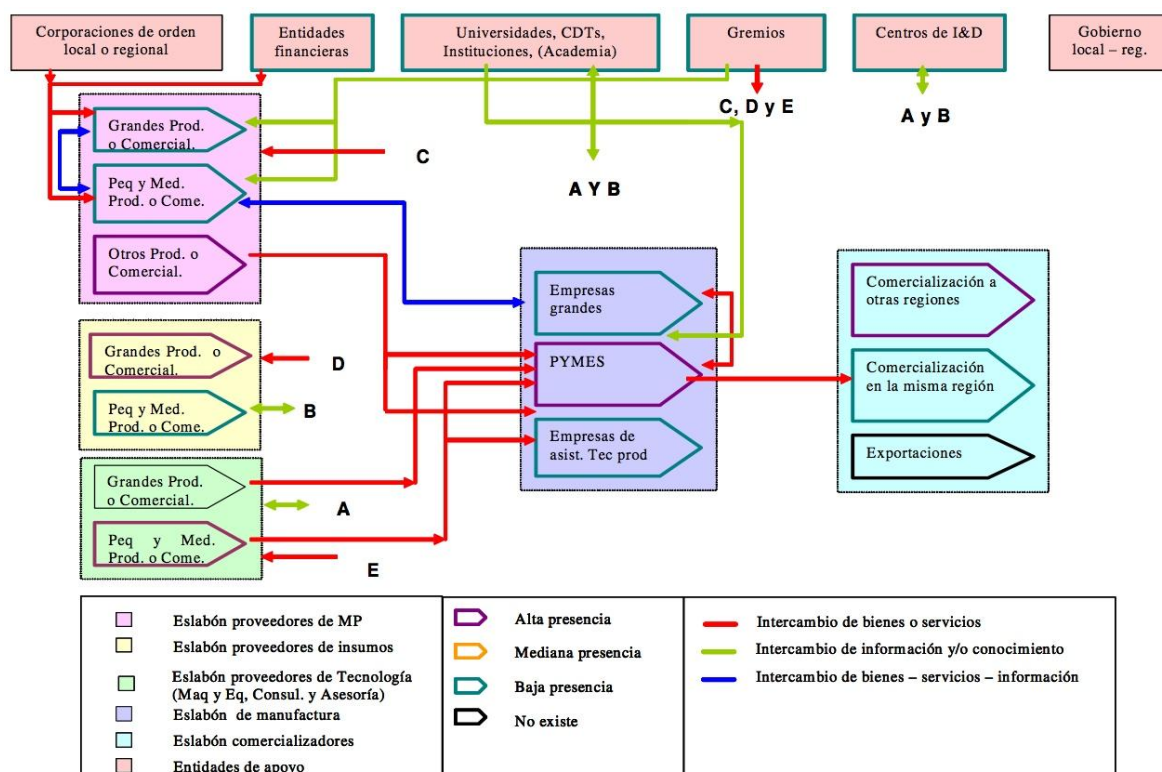 Corporaciones de orden
local o regional
Entidades
financieras
Universidades, CDTs,
Instituciones, (Academia)
Gremios
Centros de I&D
Gobierno
local – reg.
C, D y E
A y B
Grandes Prod.
o Comercial.
C
Peq y Med.
Prod. o Come.
A Y B
Otros Prod. o
Comercial.
Empresas
grandes
Comercialización a
otras regiones
Grandes Prod. o
Comercial.
D
PYMES
Comercialización
en la misma región
Peq y Med.
Prod. o Come.
B
Empresas de
asist. Tec prod
Exportaciones
Grandes Prod.
o Comercial.
A
Peq y Med.
Prod. o Come.
E
Eslabón proveedores de MP
Eslabón proveedores de insumos
Eslabón proveedores de Tecnología
(Maq y Eq, Consul. y Asesoría)
Eslabón de manufactura
Eslabón comercializadores
Entidades de apoyo
Alta presencia
Mediana presencia
Baja presencia
No existe
Intercambio de bienes o servicios
Intercambio de información y/o conocimiento
Intercambio de bienes – servicios – información